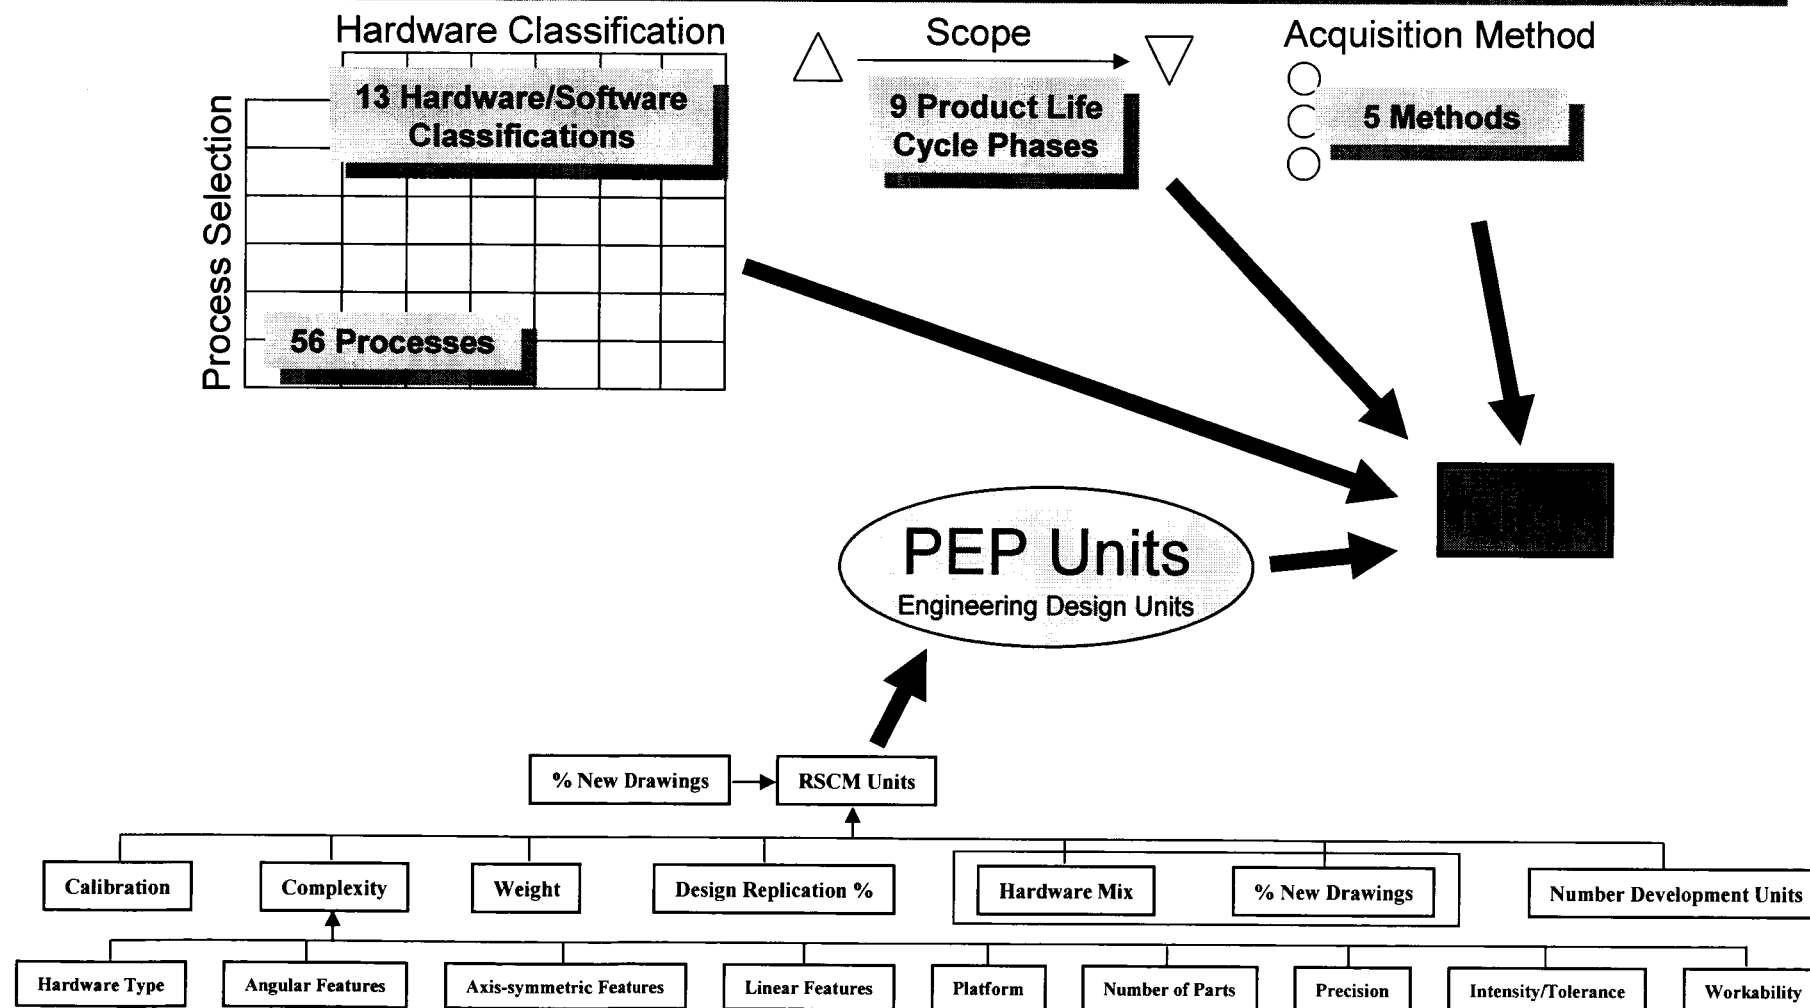 Hardware Classification
Scope
Acquisition Method
Process Selection
13 Hardware/Software
Classifications
9 Product Life
Cycle Phases
5 Methods
56 Processes
PEP Units
Engineering Design Units
% New Drawings
RSCM Units
Calibration
Complexity
Weight
Design Replication %
Hardware Mix
% New Drawings
Number Development Units
Hardware Type
Angular Features
Axis-symmetric Features
Linear Features
Platform
Number of Parts
Precision
Intensity/Tolerance
Workability